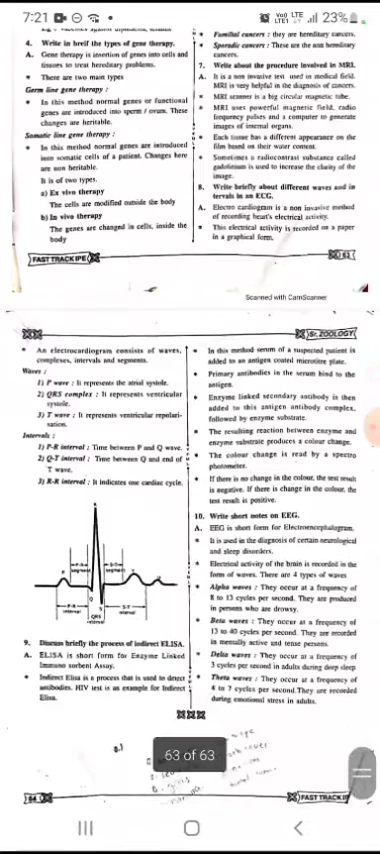 7:21
LTE
23%
4. Write in breif the types of gene therapy.
A. Gene therapy is insertion of genes into cells and
tissues to treat hereditary problems.
* There are two main types
Germ line gene therapy :
* In this method normal genes or functional
genes are introduced into sperm / ovum. These
changes are heritable.
Somatic line gene therapy :
* In this method normal genes are introduced
into somatic cells of a patient. Changes here
are non heritable.
It is of two types.
a) Ex vivo therapy
The cells are modified outside the body
b) In vivo therapy
The genes are changed in cells, inside the
body
FAST TRACK IPE
* Familial cancers : they are hereditary cancers.
* Sporadic cancers : These are the non hereditary
cancers.
7. Write about the procedure involved in MRI.
A. It is a non invasive test used in medical field.
MRI is very helpful in the diagnosis of cancers.
* MRI scanner is a big circular magnetic tube.
* MRI uses powerful magnetic field, radio
frequency pulses and a computer to generate
images of internal organs.
* Each tissue has a different appearance on the
film based on their water content.
* Sometimes a radiocontrast substance called
gadolinium is used to increase the clarity of the
image.
8. Write briefly about different waves and in
tervals in an ECG.
A. Electro cardiogram is a non invasive method
of recording heart's electrical activity.
* This electrical activity is recorded on a paper
in a graphical form.
63
Scanned with CamScanner
Sr. ZOOLOGY
* An electrocardiogram consists of waves,
complexes, intervals and segments.
Waves :
1) P wave : It represents the atrial systole.
2) QRS complex : It represents ventricular
systole.
3) T wave : It represents ventricular repolari-
sation.
Intervals :
1) P-R interval : Time between P and Q wave.
2) Q-T interval : Time between Q and end of
T wave.
3) R-R interval : It indicates one cardiac cycle.
P-R
segment
S-T
segment
Q
S
P-R
interval
QRS
interval
S-T
interval
9. Discuss briefly the process of indirect ELISA.
A. ELISA is short form for Enzyme Linked
Immuno sorbent Assay.
* Indirect Elisa is a process that is used to detect
antibodies. HIV test is an example for Indirect
Elisa.
* In this method serum of a suspected patient is
added to an antigen coated microtitre plate.
* Primary antibodies in the serum bind to the
antigen.
* Enzyme linked secondary antibody is then
added to this antigen antibody complex,
followed by enzyme substrate.
* The resulting reaction between enzyme and
enzyme substrate produces a colour change.
* The colour change is read by a spectro
photometer.
* If there is no change in the colour, the test result
is negative. If there is change in the colour, the
test result is positive.
10. Write short notes on EEG.
A. EEG is short form for Electroencephalogram.
* It is used in the diagnosis of certain neurological
and sleep disorders.
* Electrical activity of the brain is recorded in the
form of waves. There are 4 types of waves
* Alpha waves : They occur at a frequency of
8 to 13 cycles per second. They are produced
in persons who are drowsy.
* Beta waves : They occur at a frequency of
13 to 40 cycles per second. They are recorded
in mentally active and tense persons.
* Delta waves : They occur at a frequency of
3 cycles per second in adults during deep sleep.
* Theta waves : They occur at a frequency of
4 to 7 cycles per second. They are recorded
during emotional stress in adults.
63 of 63
64
FAST TRACK IPE